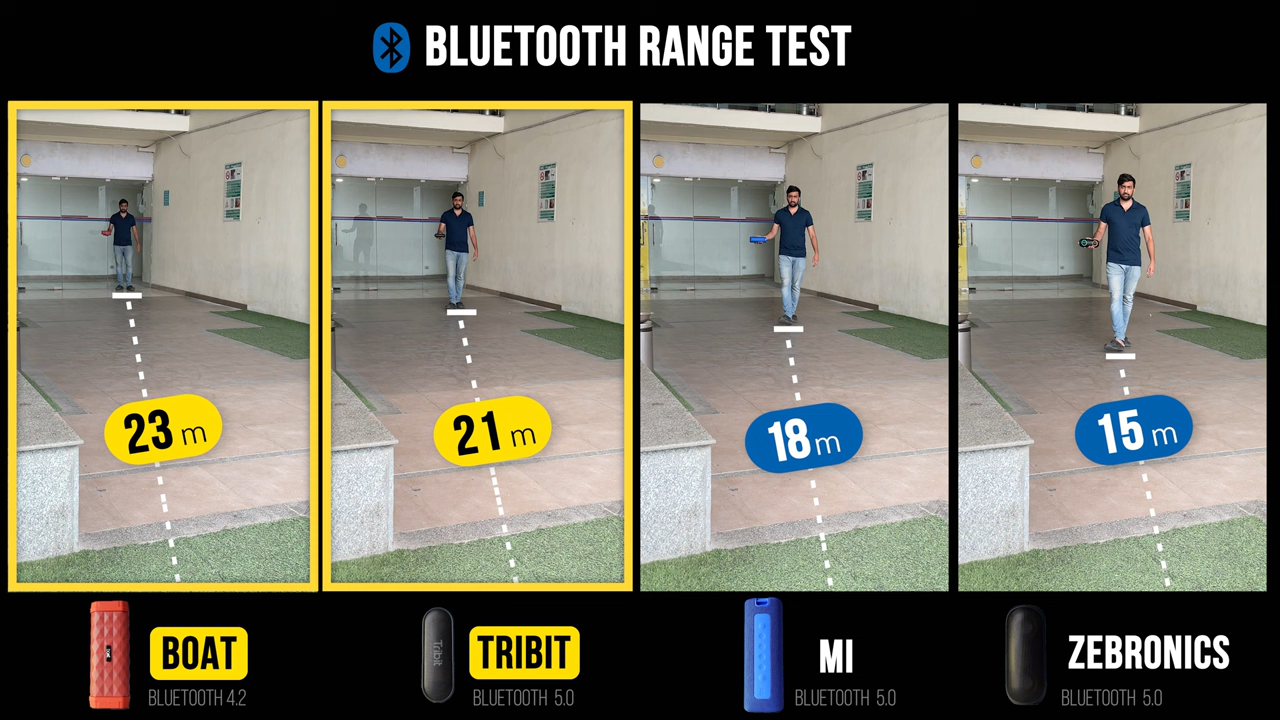 BLUETOOTH RANGE TEST
23 m
21 m
18 m
15 m
BOAT
BLUETOOTH 4.2
Tribit
TRIBIT
BLUETOOTH 5.0
MI
BLUETOOTH 5.0
ZEBRONICS
BLUETOOTH 5.0